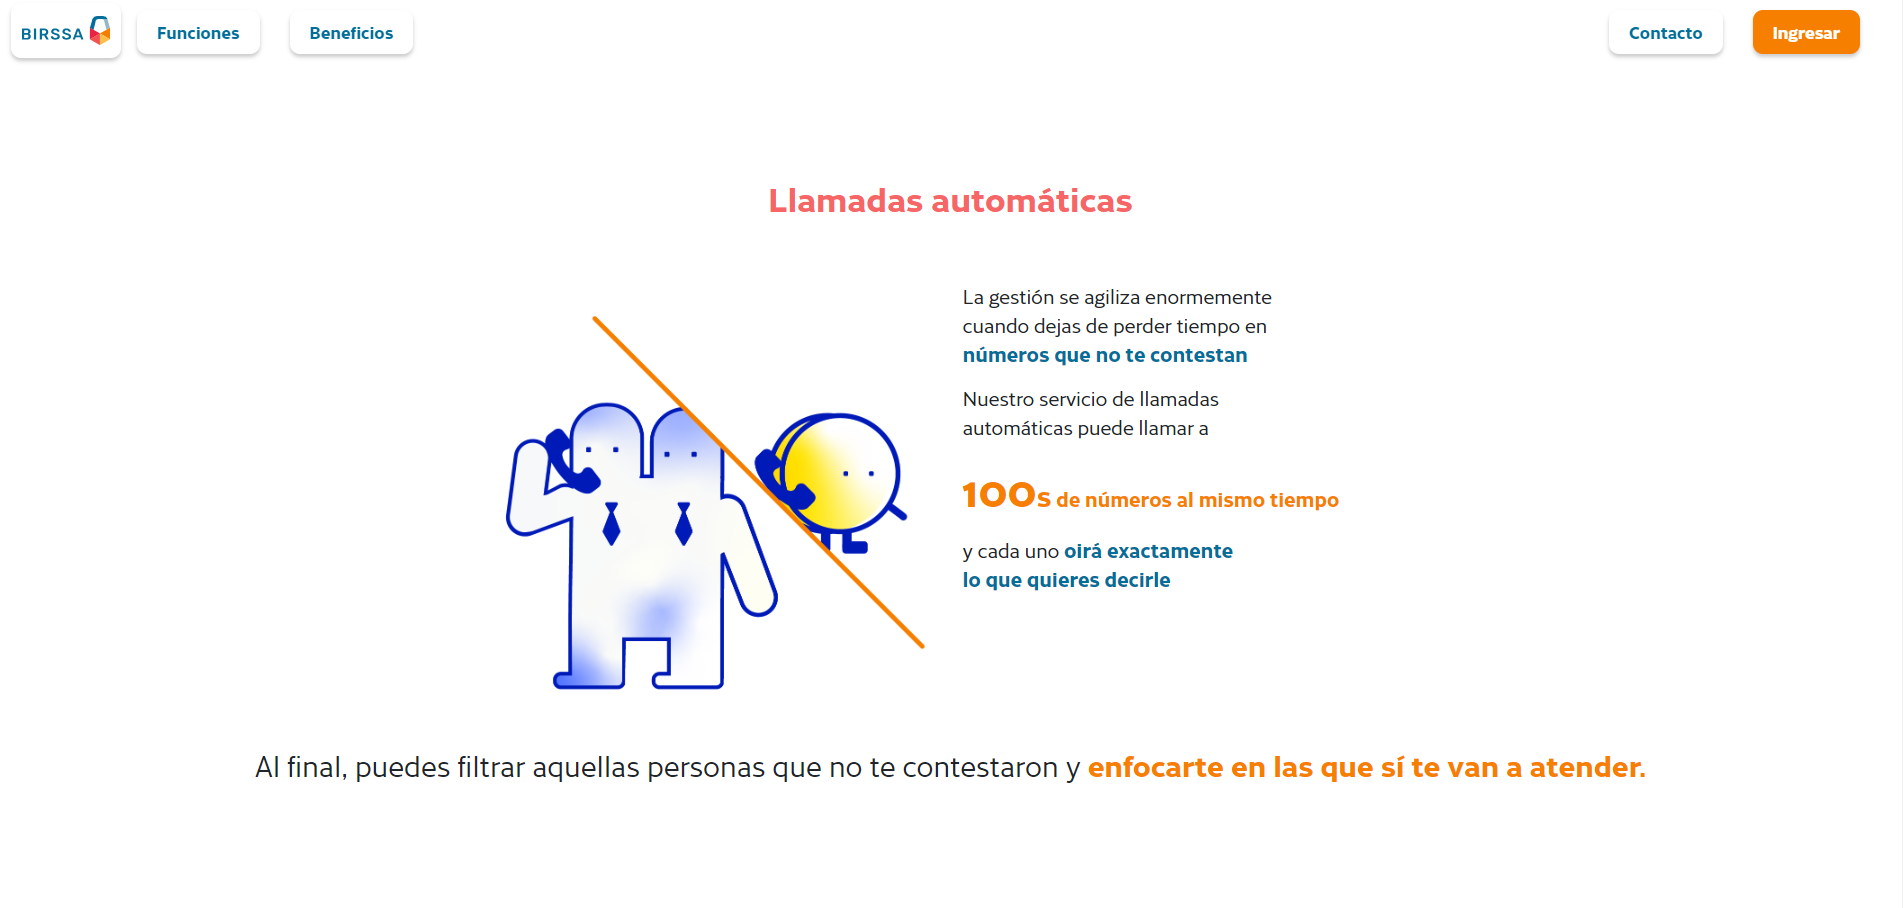 BIRSSA
Funciones
Beneficios
Contacto
Ingresar
Llamadas automáticas
La gestión se agiliza enormemente
cuando dejas de perder tiempo en
números que no te contestan
Nuestro servicio de llamadas
automáticas puede llamar a
100s de números al mismo tiempo
y cada uno oirá exactamente
lo que quieres decirle
Al final, puedes filtrar aquellas personas que no te contestaron y enfocarte en las que sí te van a atender.